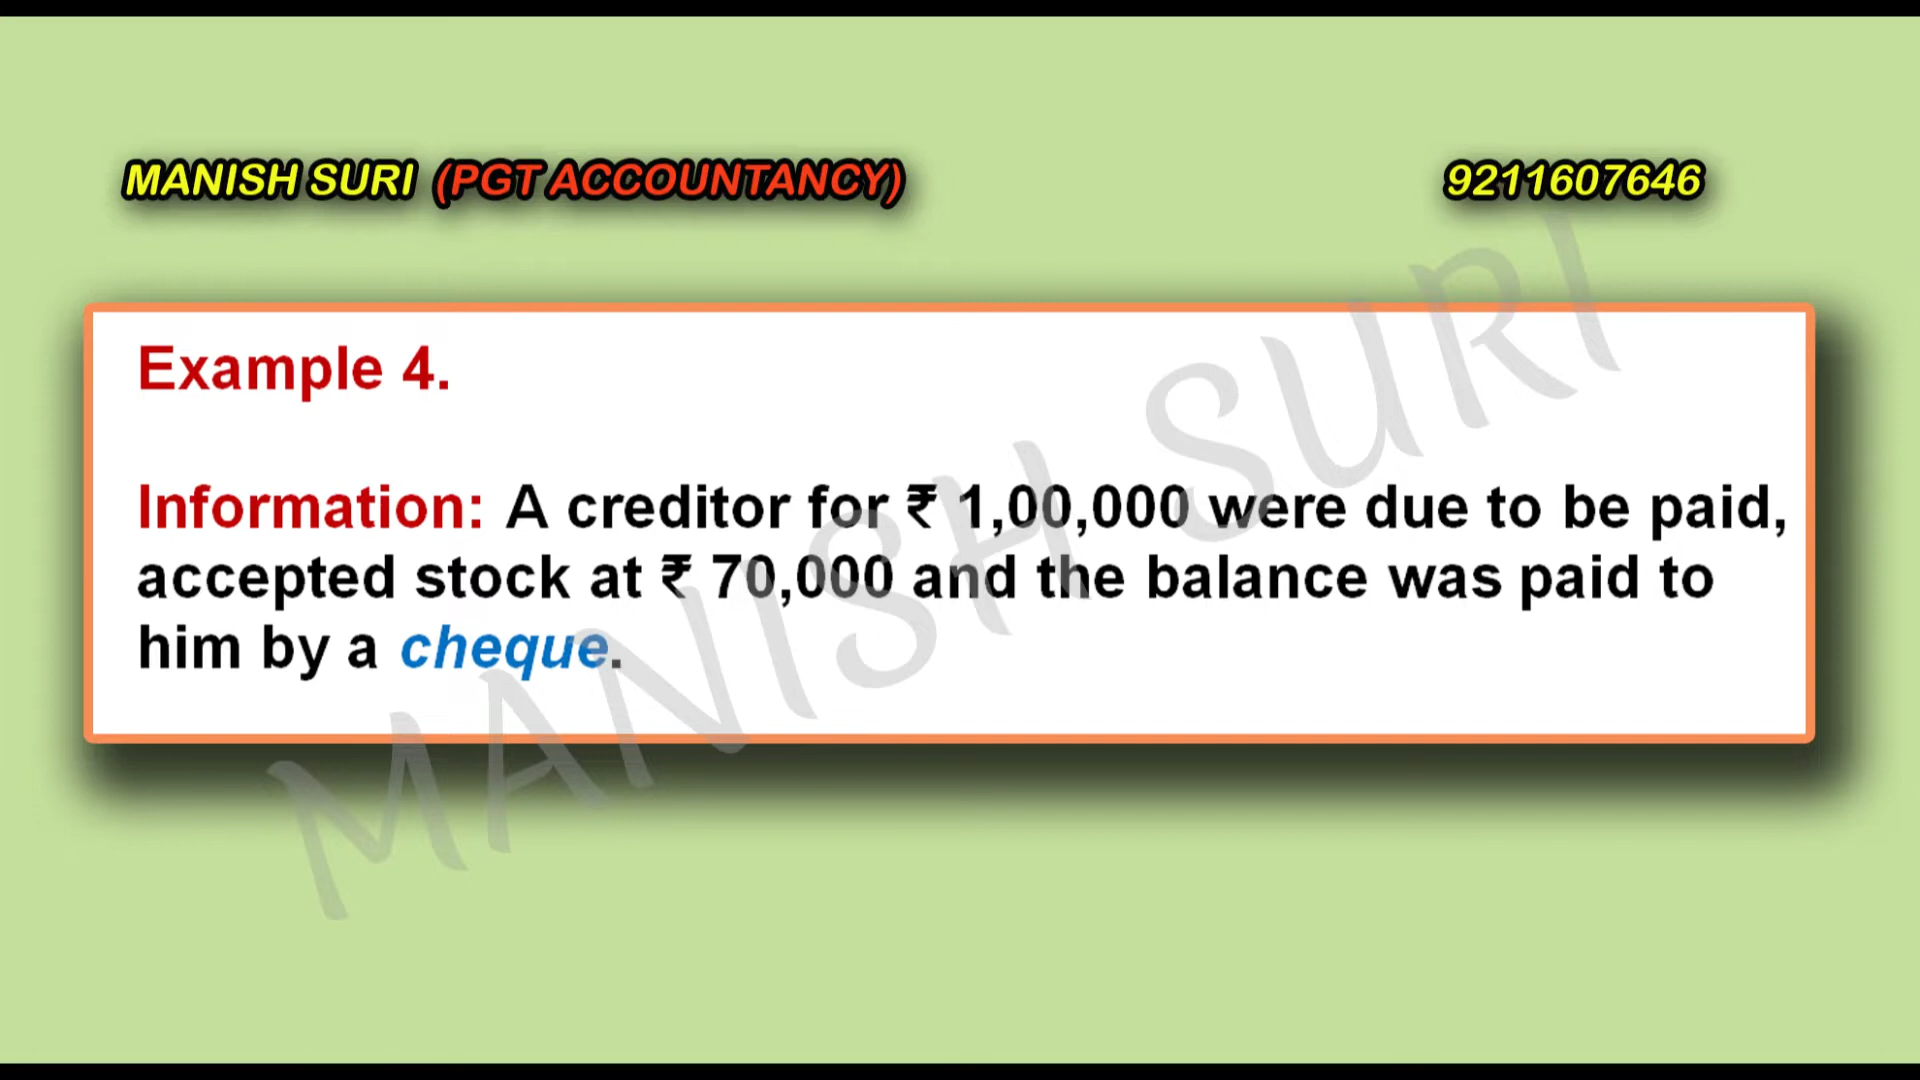 MANISH SURI (PGT ACCOUNTANCY) 9211607646
Example 4.
Information: A creditor for ₹ 1,00,000 were due to be paid,
accepted stock at ₹ 70,000 and the balance was paid to
him by a cheque.
MANISH SURI